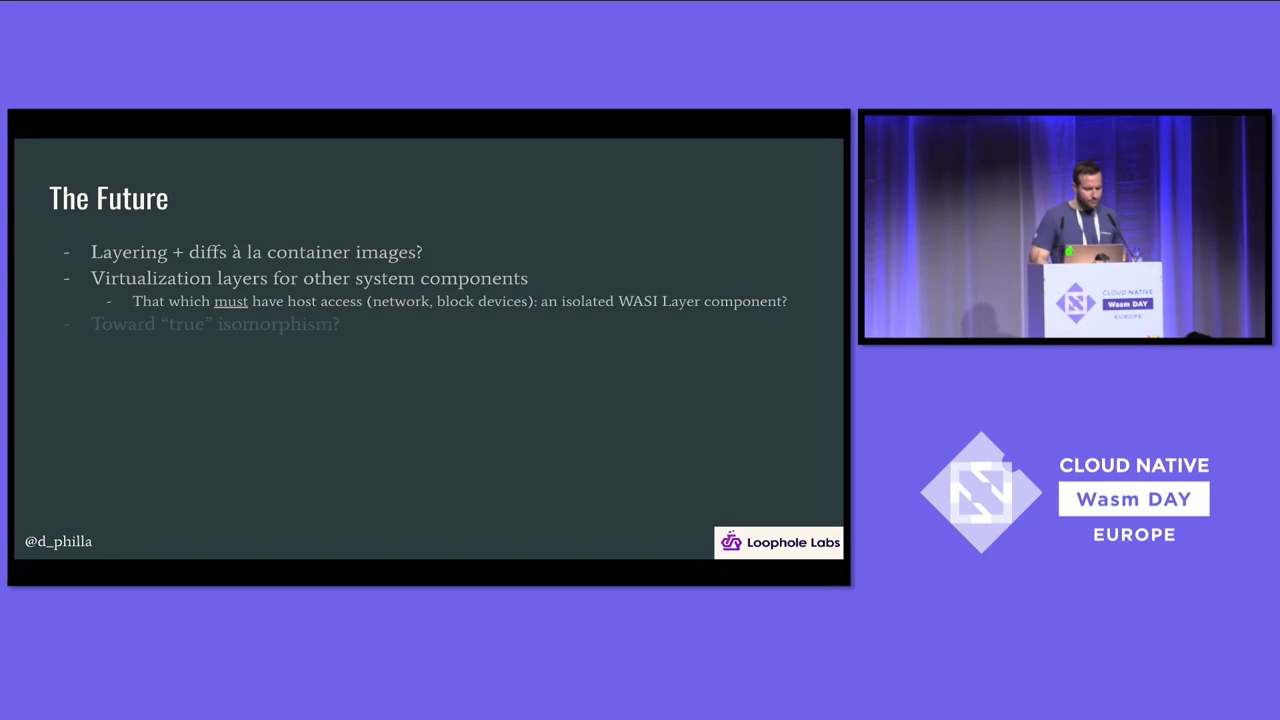 The Future
- Layering + diffs à la container images?
- Virtualization layers for other system components
- That which must have host access (network, block devices): an isolated WASI Layer component?
- Toward “true” isomorphism?
@d_philla
Loophole Labs
CLOUD NATIVE
Wasm DAY
EUROPE
CLOUD NATIVE
Wasm DAY
EUROPE